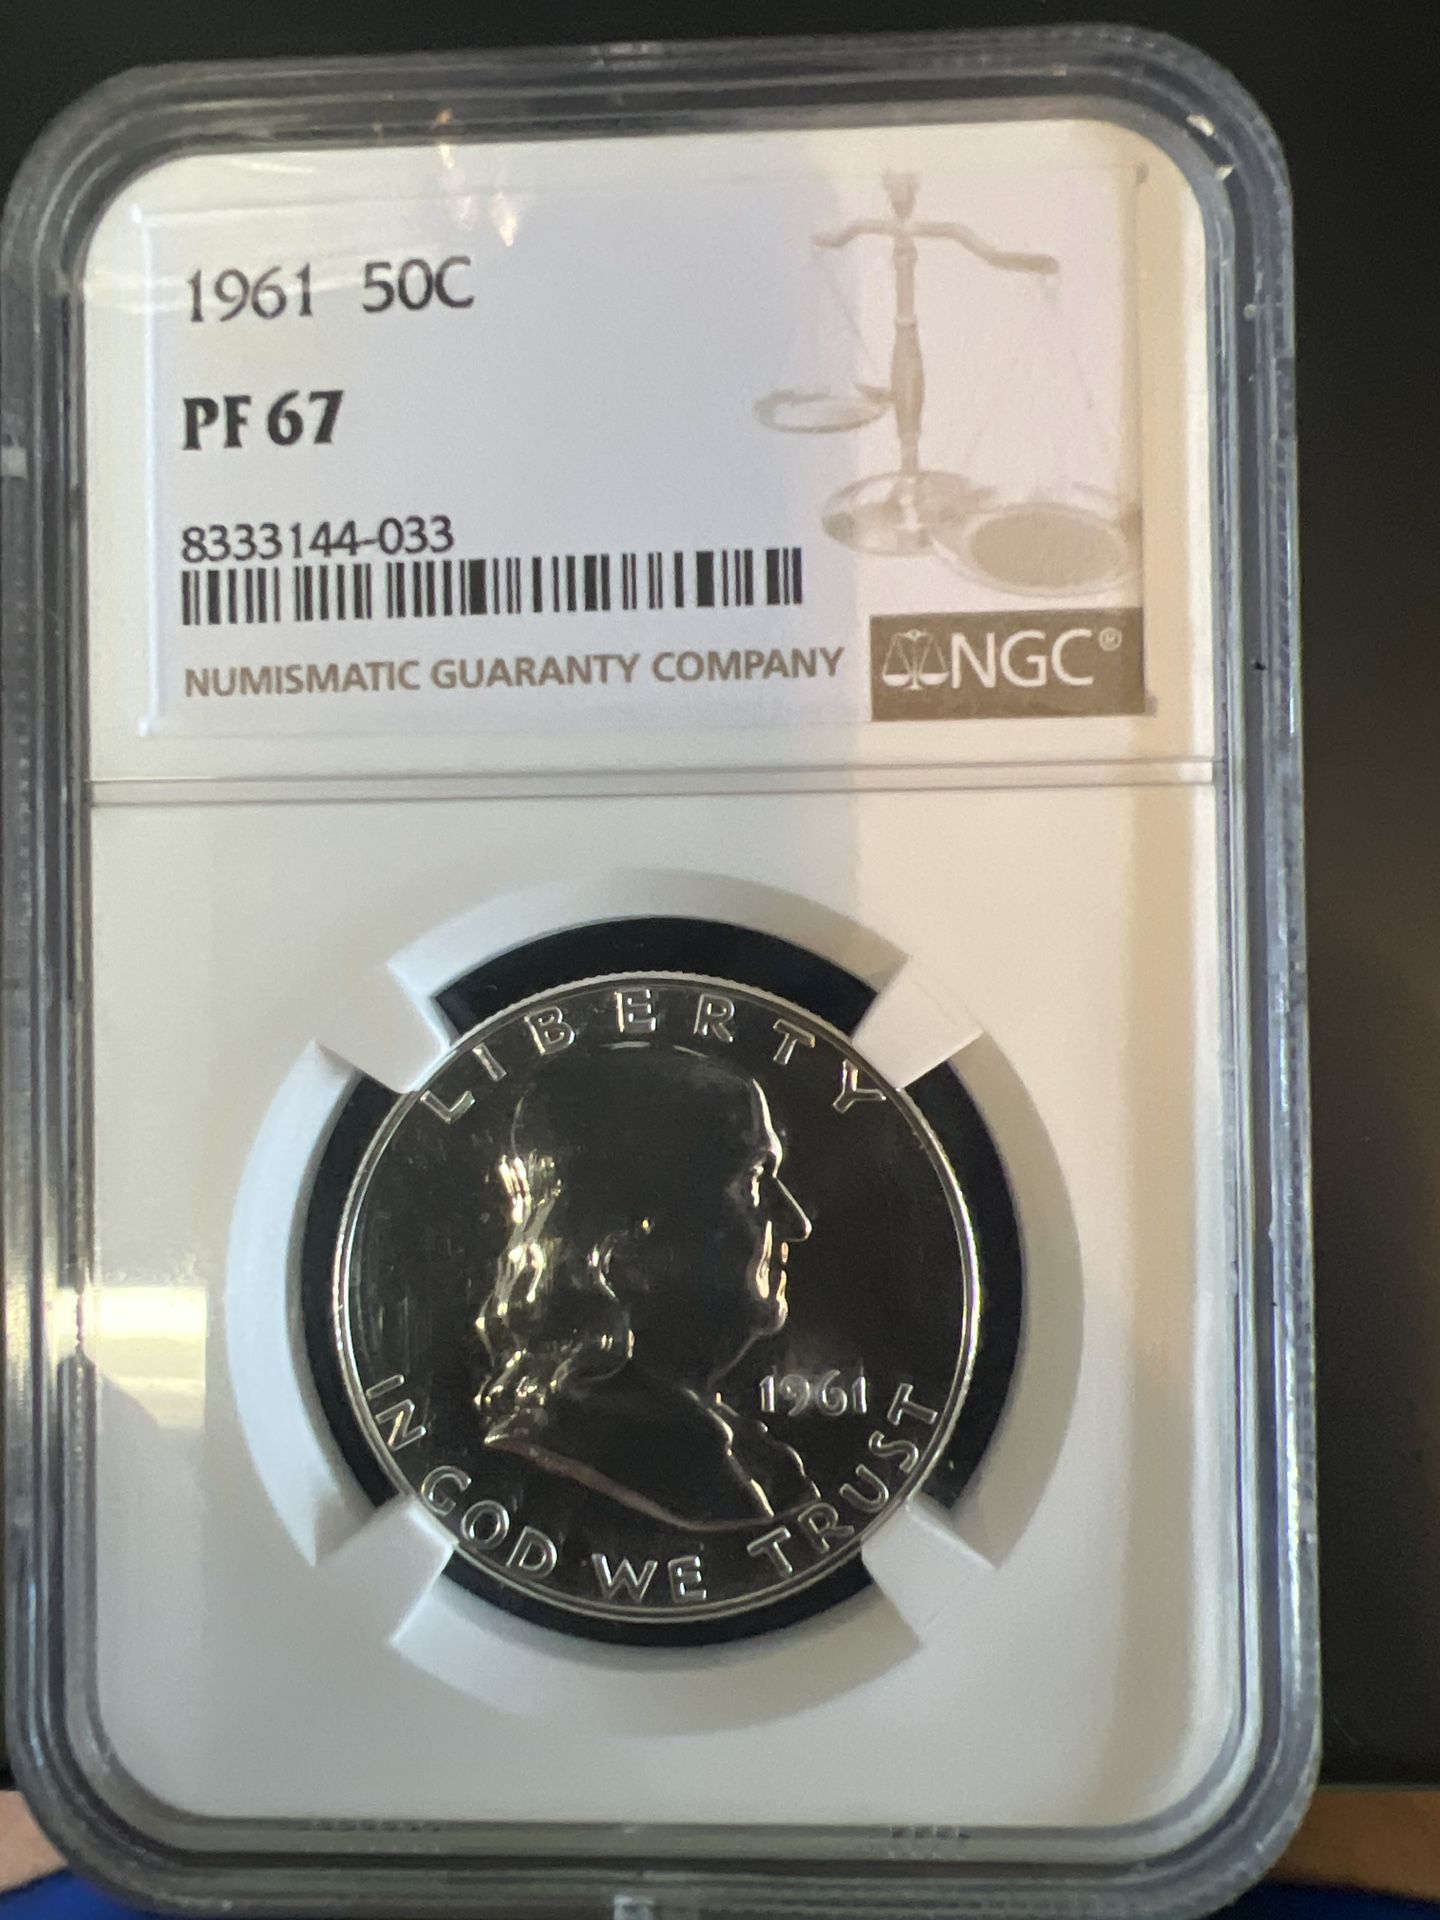 1961 50C
PF 67
8333144-033
NUMISMATIC GUARANTY COMPANY
NGC®
LIBERTY
1961
IN GOD WE TRUST